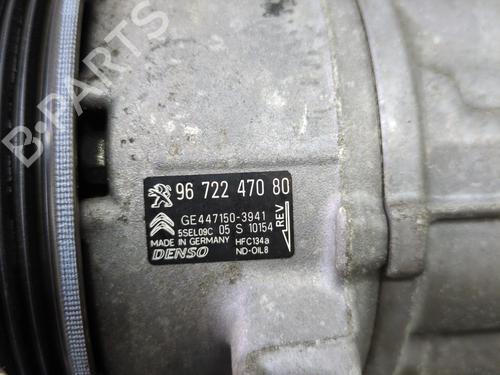 B-PARTS
96 722 470 80
GE447150-3941
5SEL09C 05 S 10154
MADE IN GERMANY HFC134a
DENSO ND-OIL8
REV